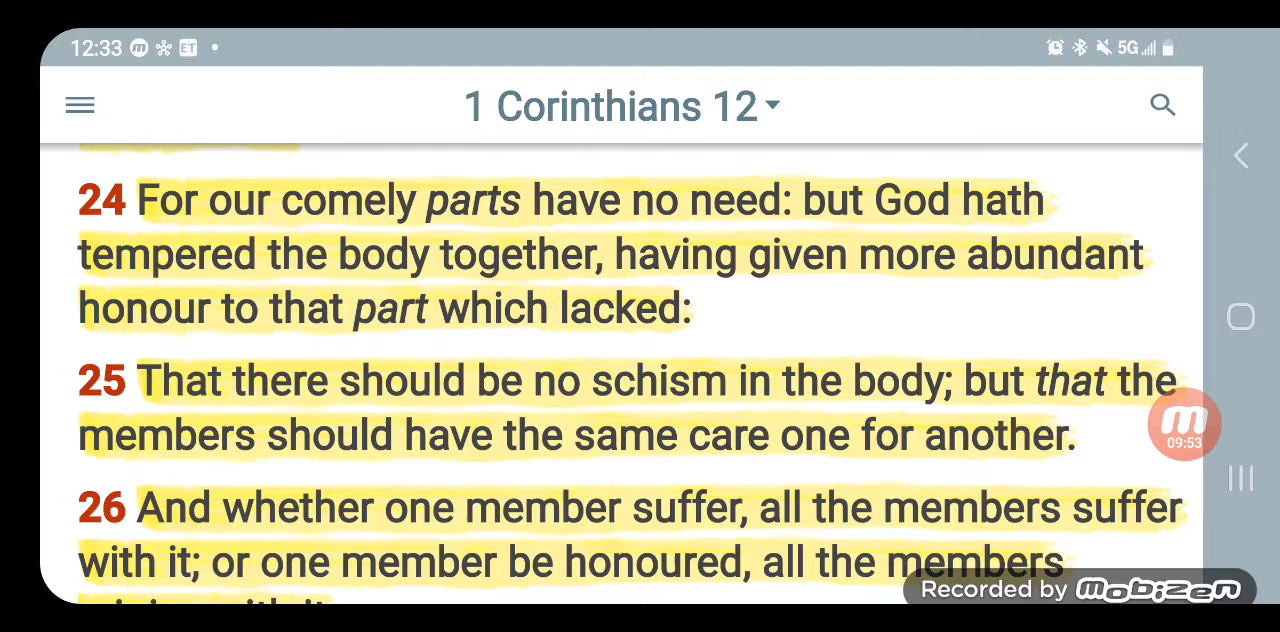 12:33 m ET 5G
1 Corinthians 12
24 For our comely parts have no need: but God hath
tempered the body together, having given more abundant
honour to that part which lacked:
25 That there should be no schism in the body; but that the
members should have the same care one for another.
09:53
26 And whether one member suffer, all the members suffer
with it; or one member be honoured, all the members
Recorded by mobizen